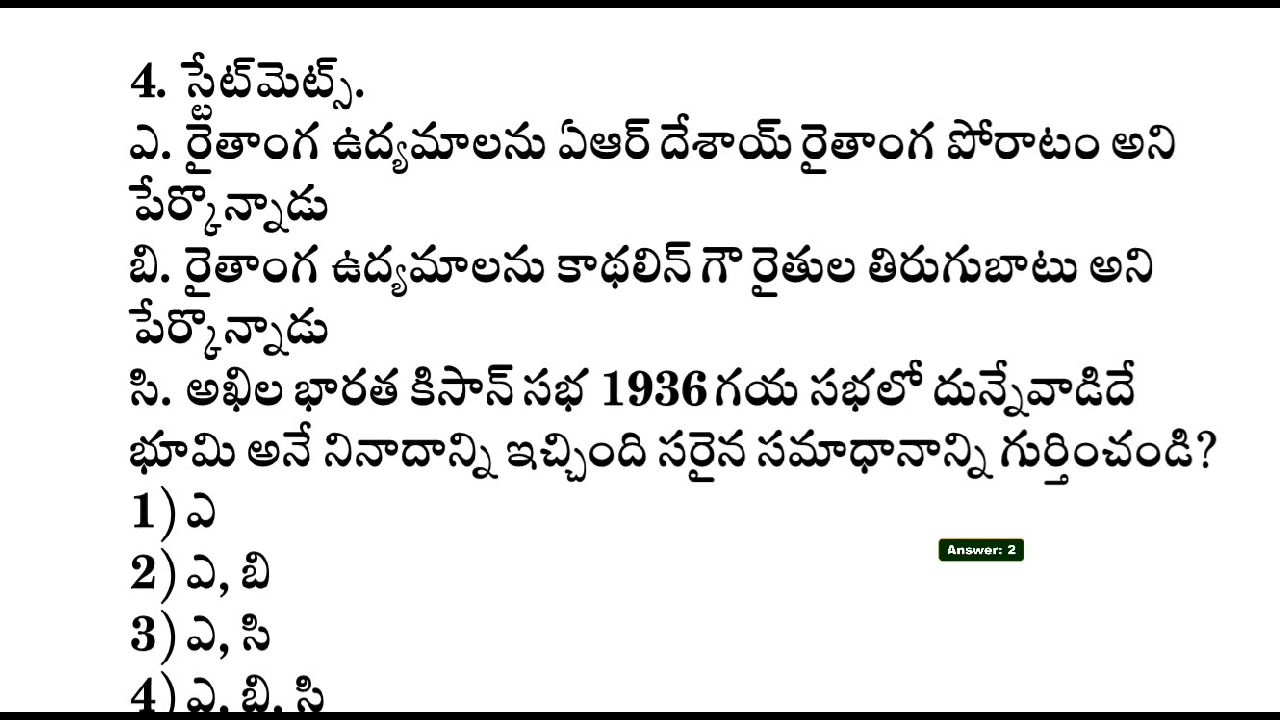 4. స్టేట్‌మెట్స్.
ఎ. రైతాంగ ఉద్యమాలను ఏఆర్ దేశాయ్ రైతాంగ పోరాటం అని
పేర్కొన్నాడు
బి. రైతాంగ ఉద్యమాలను కాథలిన్ గౌ రైతుల తిరుగుబాటు అని
పేర్కొన్నాడు
సి. అఖిల భారత కిసాన్ సభ 1936 గయ సభలో దున్నేవాడిదే
భూమి అనే నినాదాన్ని ఇచ్చింది సరైన సమాధానాన్ని గుర్తించండి?
1) ఎ
2) ఎ, బి
Answer: 2
3) ఎ, సి
4) ఎ, బి, సి